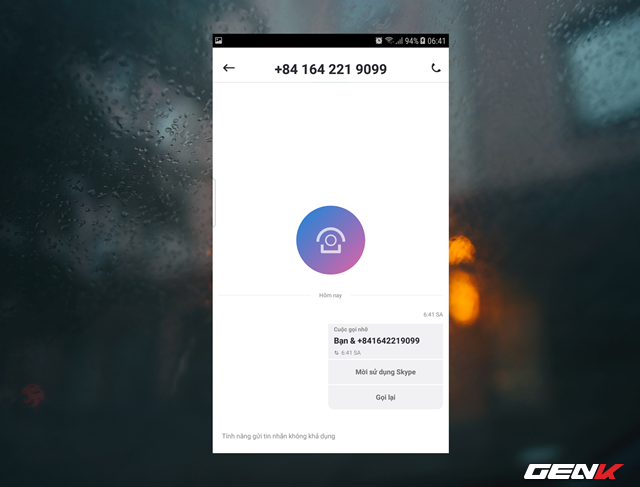 94% 06:41
+84 164 221 9099
Hôm nay
6:41 SA
Cuộc gọi nhỡ
Bạn & +841642219099
6:41 SA
Mời sử dụng Skype
Gọi lại
Tính năng gửi tin nhắn không khả dụng
GENK